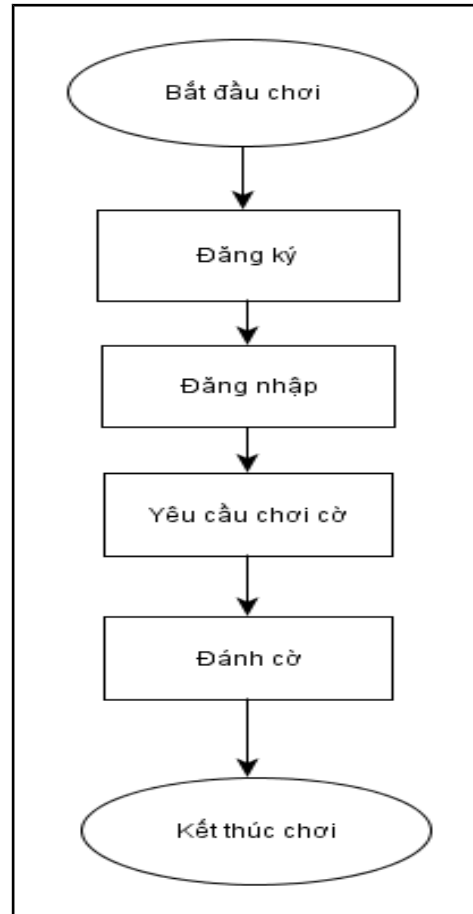 Bắt đầu chơi
Đăng ký
Đăng nhập
Yêu cầu chơi cờ
Đánh cờ
Kết thúc chơi